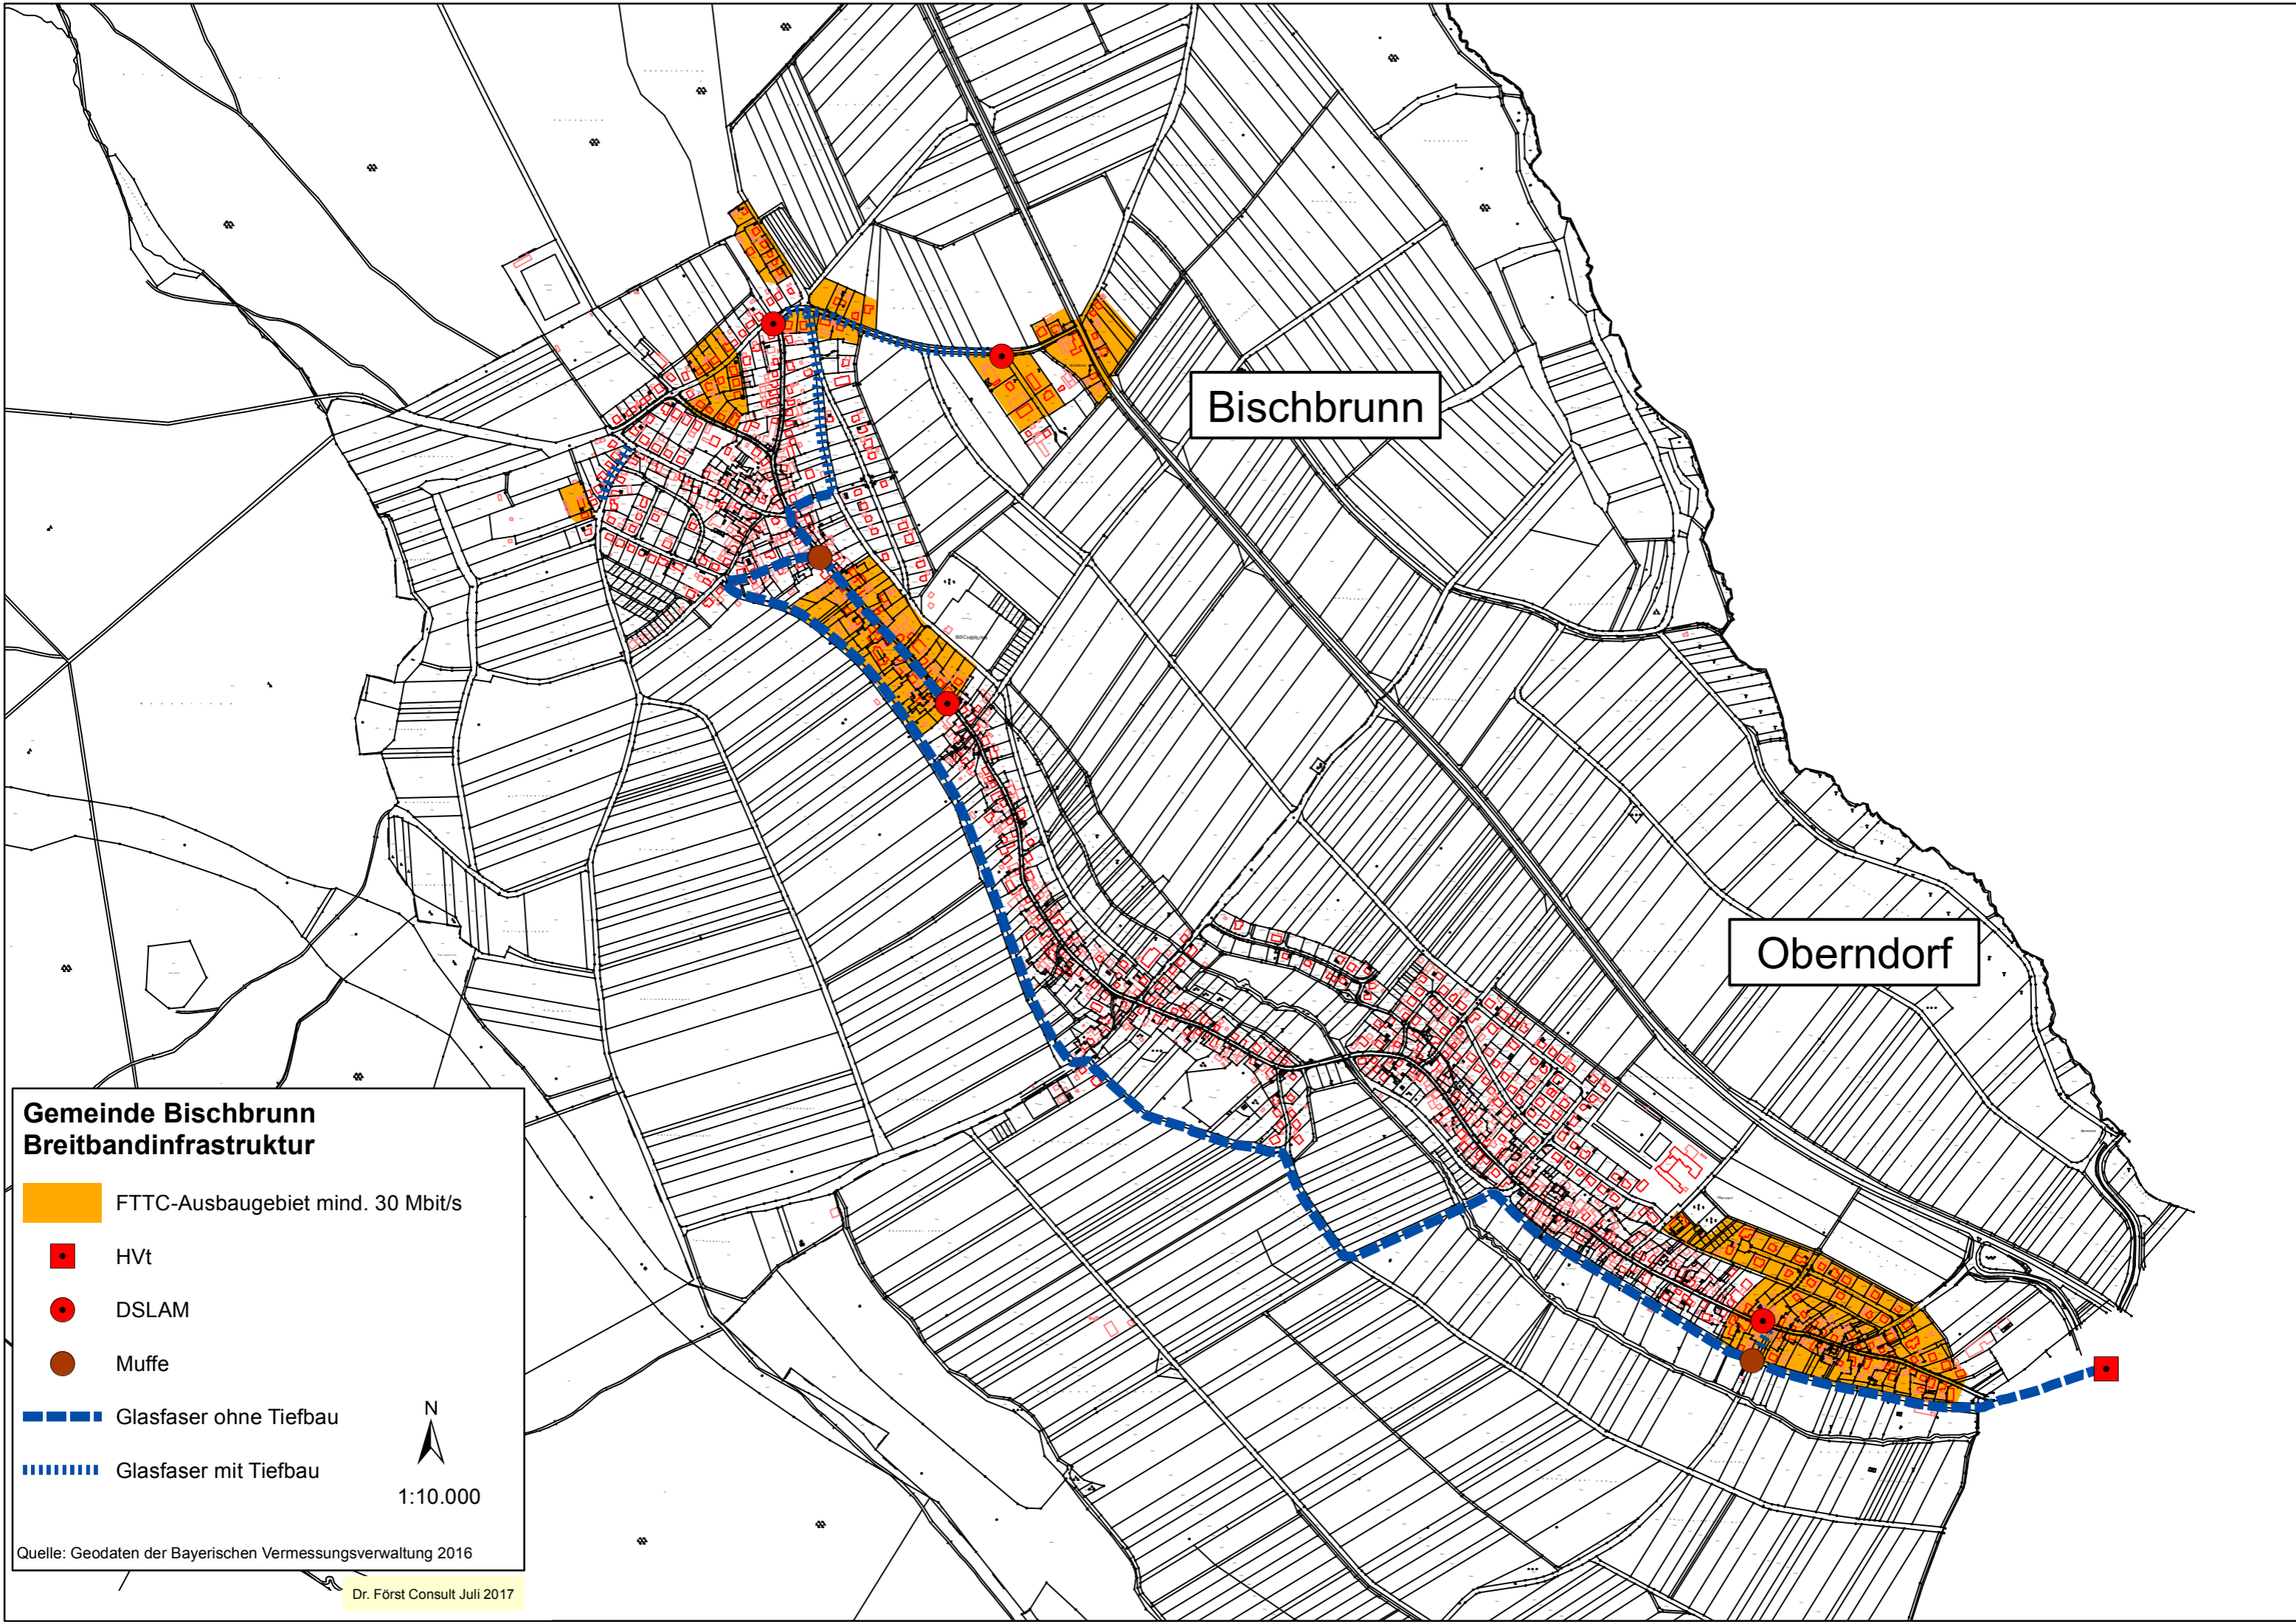 Bischbrunn
BISCHBRUNN
Oberndorf
Gemeinde Bischbrunn
Breitbandinfrastruktur
FTTC-Ausbaugebiet mind. 30 Mbit/s
HVt
DSLAM
Muffe
Glasfaser ohne Tiefbau
Glasfaser mit Tiefbau
N
1:10.000
Quelle: Geodaten der Bayerischen Vermessungsverwaltung 2016
Dr. Först Consult Juli 2017